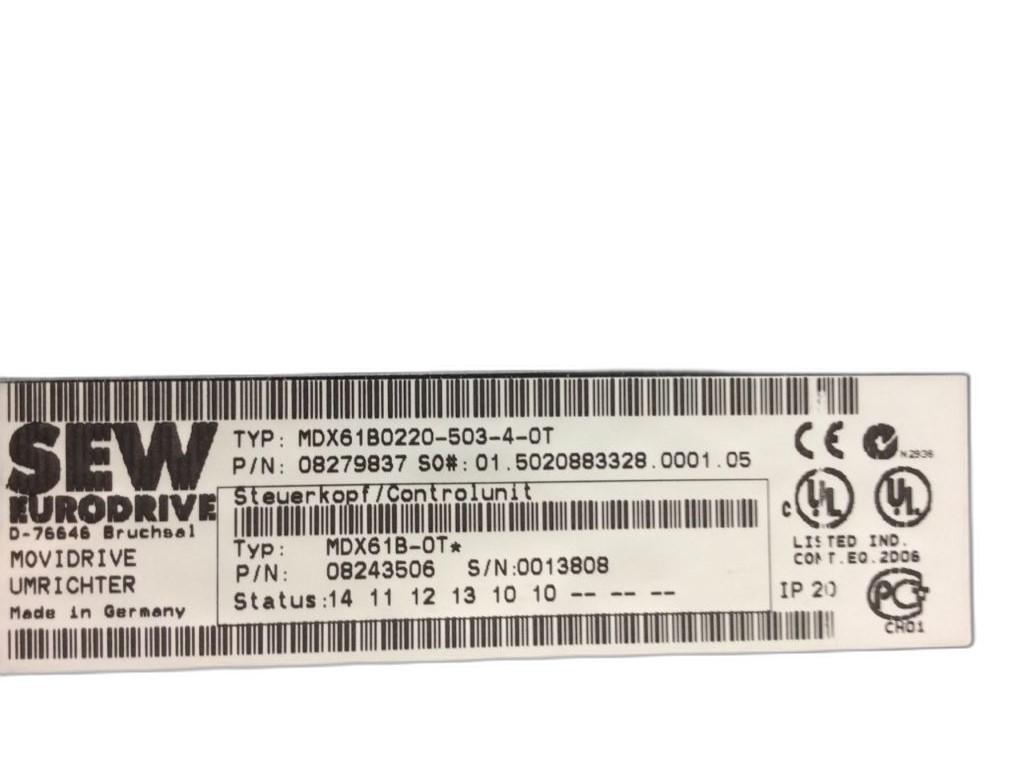 SEW
EURODRIVE
D-76646 Bruchsal
MOVIDRIVE
UMRICHTER
Made in Germany
TYP: MDX61B0220-503-4-0T
P/N: 08279837 SO#: 01.5020883328.0001.05
Steuerkopf/Controlunit
Typ: MDX61B-0T*
P/N: 08243506 S/N:0013808
Status:14 11 12 13 10 10 -- -- --
CE
N2936
c UL UL
LISTED IND.
CONT.EQ.2D06
IP 20
CH01